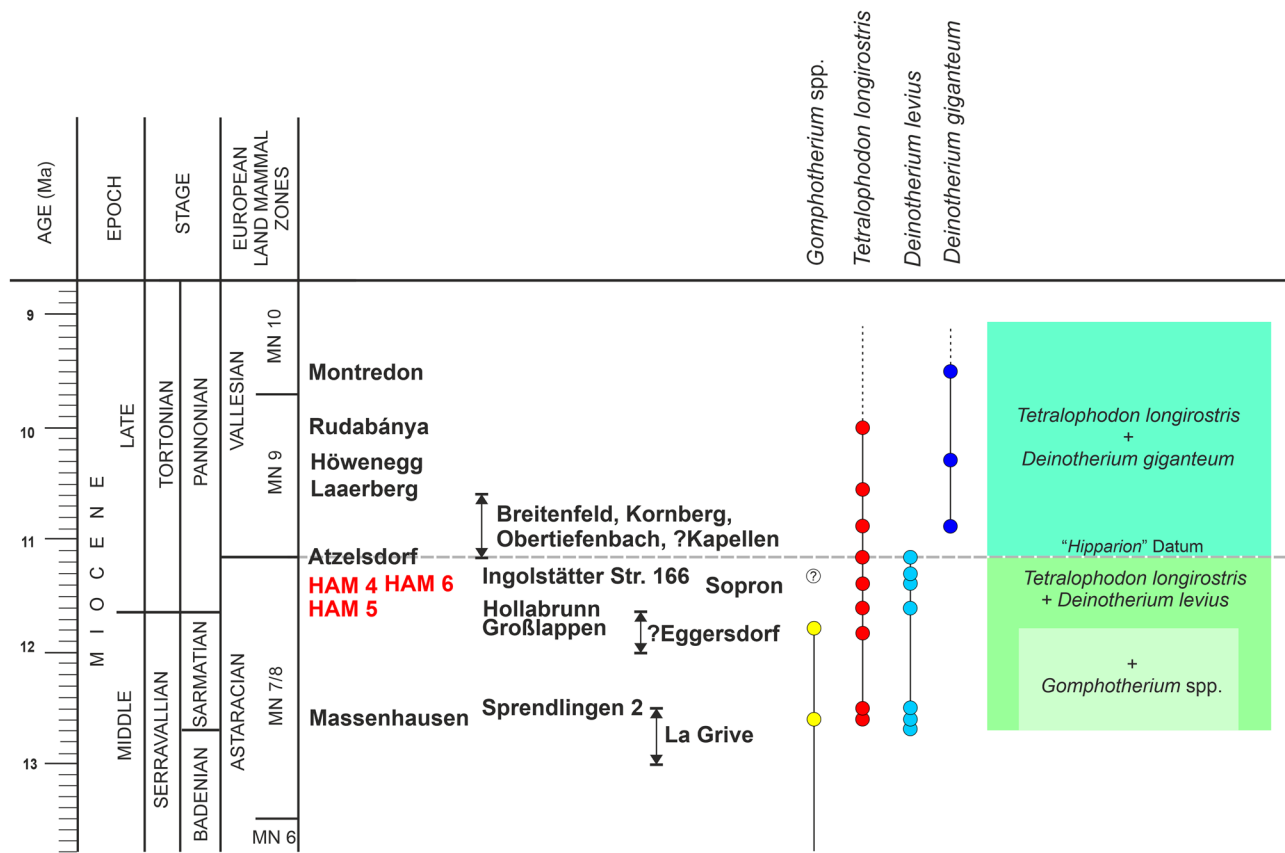 AGE (Ma)
EPOCH
STAGE
EUROPEAN
LAND MAMMAL
ZONES
Gomphotherium spp.
Tetralophodon longirostris
Deinotherium levius
Deinotherium giganteum
9
10
11
12
13
MIOCENE
LATE
MIDDLE
TORTONIAN
SERRAVALLIAN
PANNONIAN
SARMATIAN
BADENIAN
VALLESIAN
ASTARACIAN
MN 10
MN 9
MN 7/8
MN 6
Montredon
Rudabánya
Höwenegg
Laaerberg
Breitenfeld, Kornberg,
Obertiefenbach, ?Kapellen
Atzelsdorf
HAM 4 HAM 6
HAM 5
Ingolstätter Str. 166
Sopron
?
Hollabrunn
Großlappen
?Eggersdorf
Massenhausen
Sprendlingen 2
La Grive
Tetralophodon longirostris
+
Deinotherium giganteum
“Hipparion” Datum
Tetralophodon longirostris
+ Deinotherium levius
+
Gomphotherium spp.